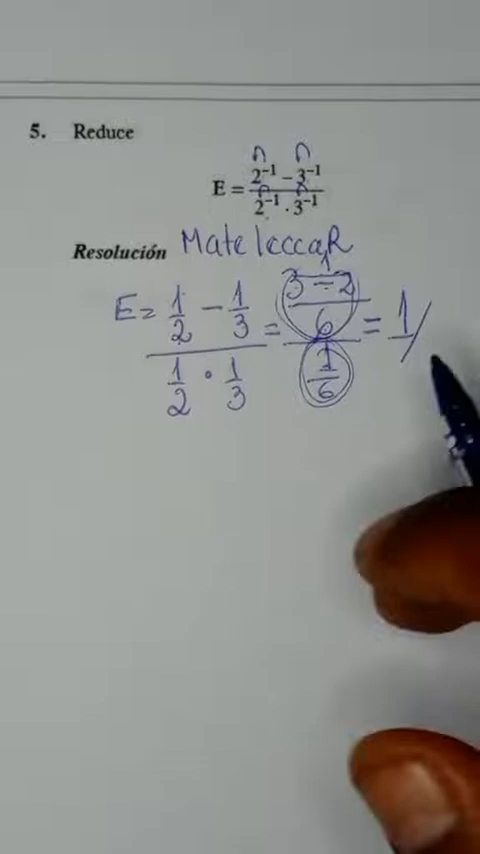 5. Reduce
E = 2⁻¹ – 3⁻¹ / 2⁻¹ . 3⁻¹
Resolución
E = (1/2 - 1/3) / (1/2 · 1/3) = ((3 - 2)/6) / (1/6) = 1//